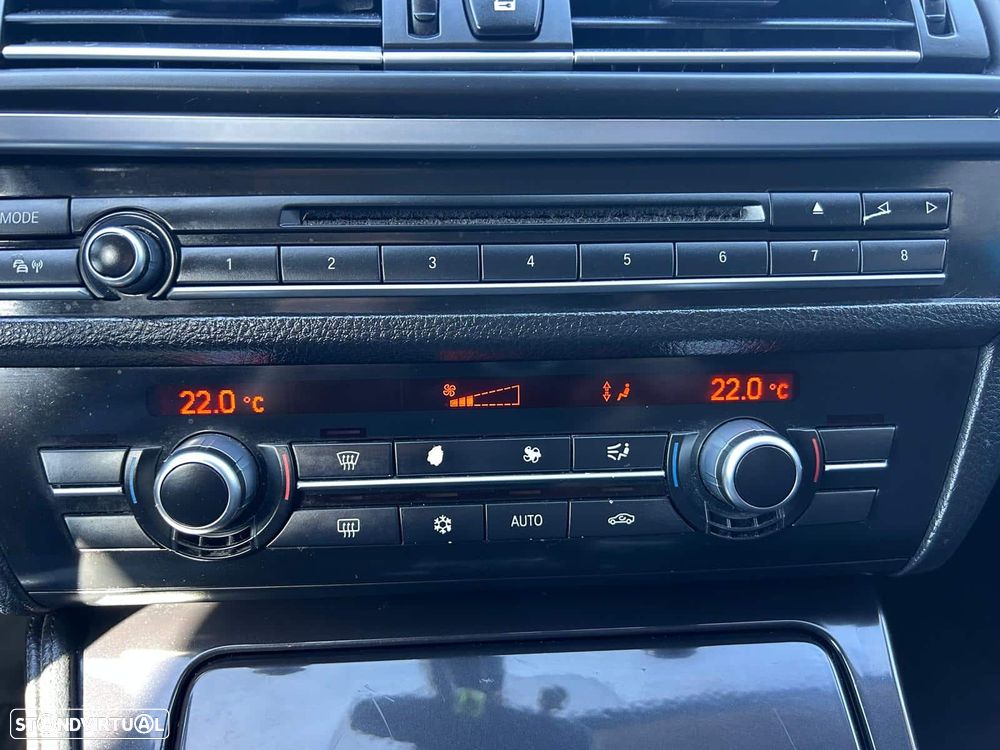 MODE
1 2 3 4 5 6 7 8
22.0 °C 22.0 °C
AUTO
STANDVIRTUAL